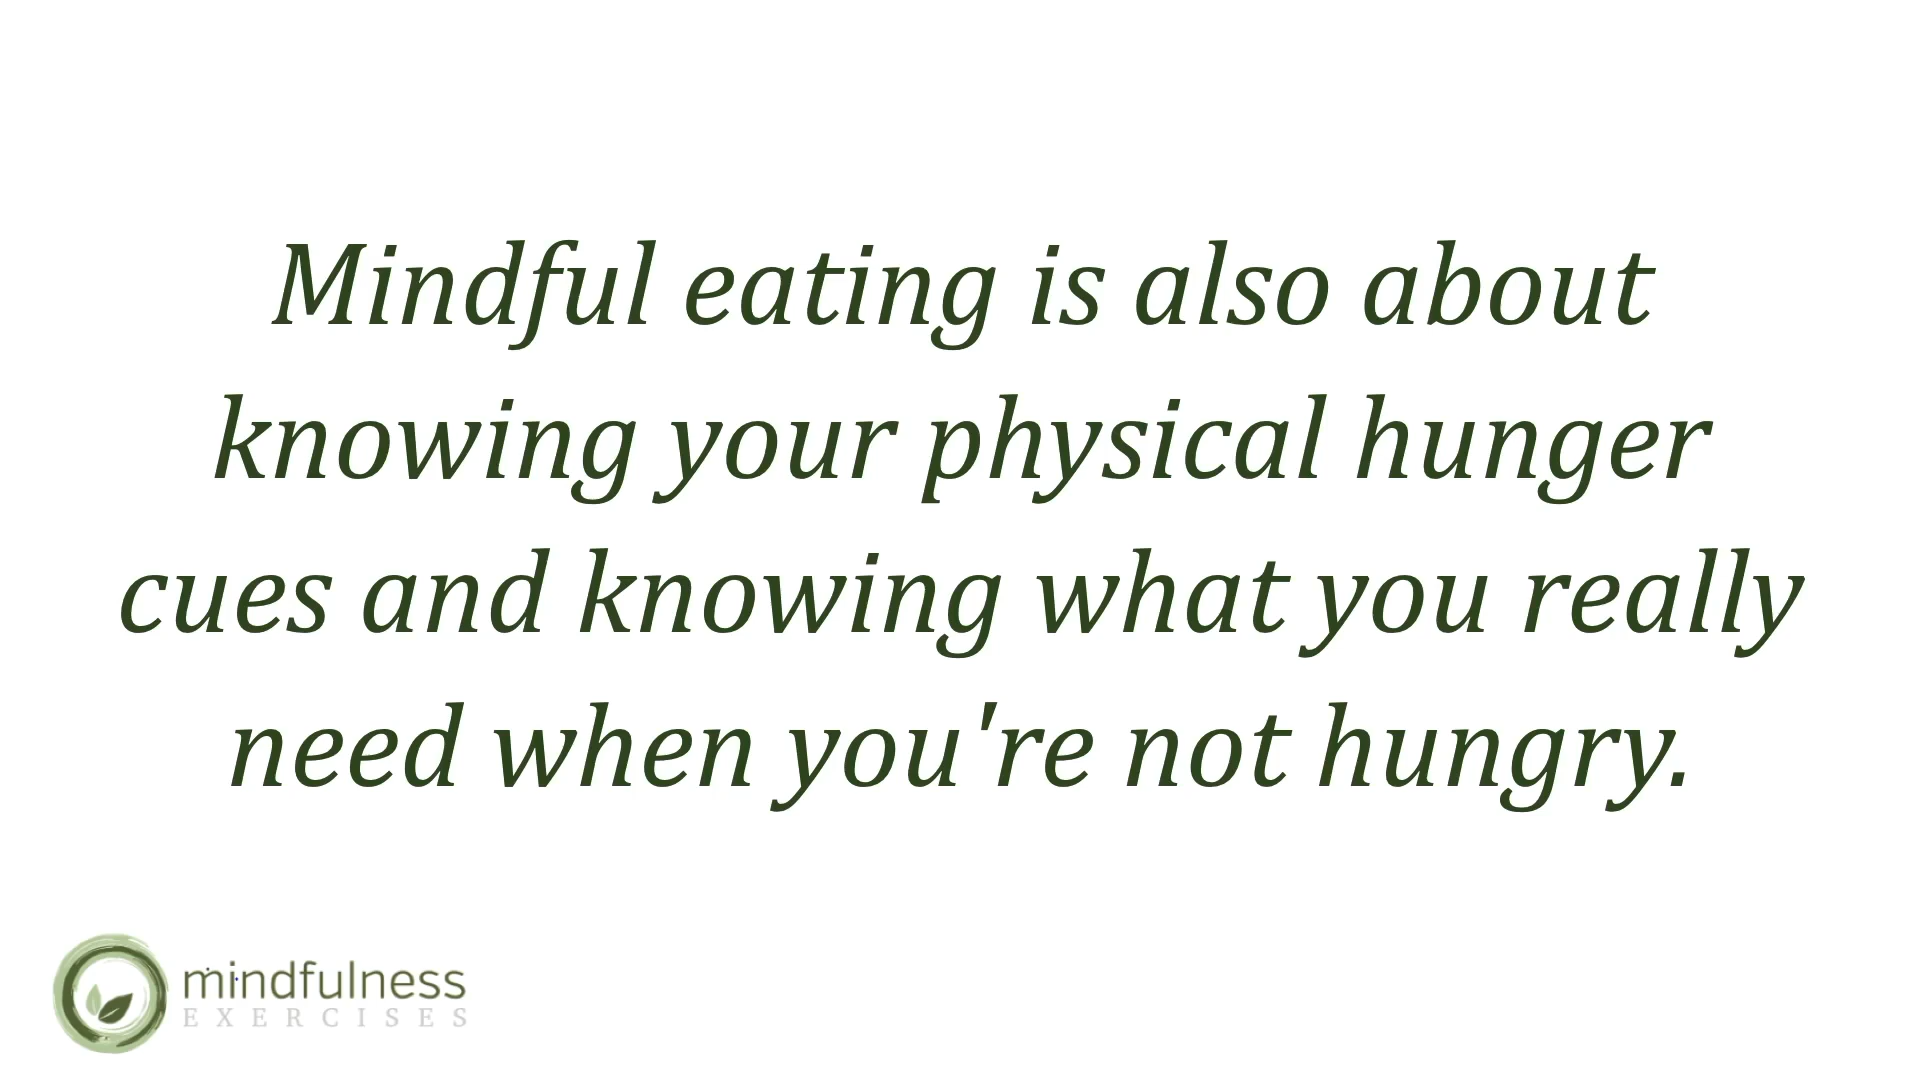 Mindful eating is also about
knowing your physical hunger
cues and knowing what you really
need when you're not hungry.
mindfulness
EXERCISES